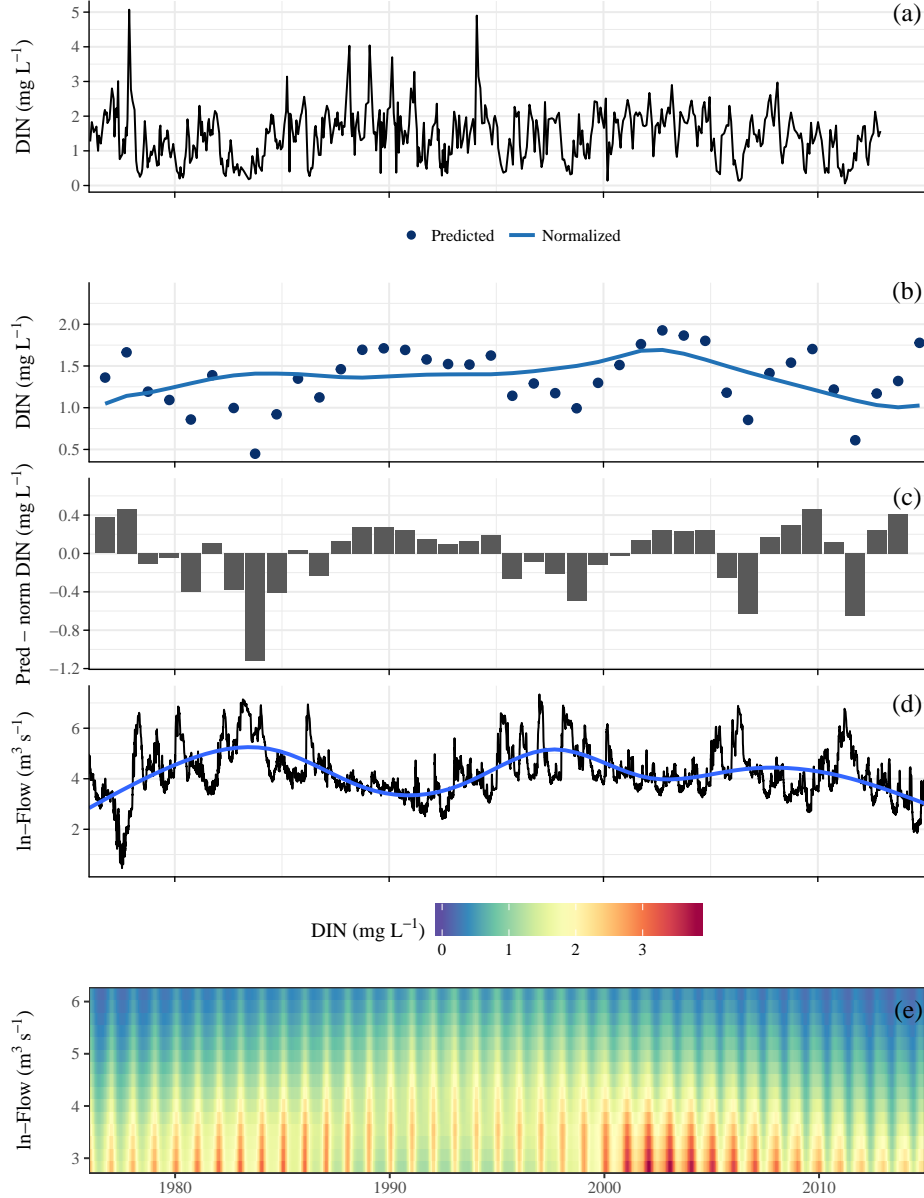 (a)
DIN (mg L⁻¹)
5
4
3
2
1
0
Predicted Normalized
(b)
DIN (mg L⁻¹)
2.0
1.5
1.0
0.5
(c)
Pred − norm DIN (mg L⁻¹)
0.4
0.0
−0.4
−0.8
−1.2
(d)
ln−Flow (m³ s⁻¹)
6
4
2
DIN (mg L⁻¹)
0 1 2 3
(e)
ln−Flow (m³ s⁻¹)
6
5
4
3
1980 1990 2000 2010